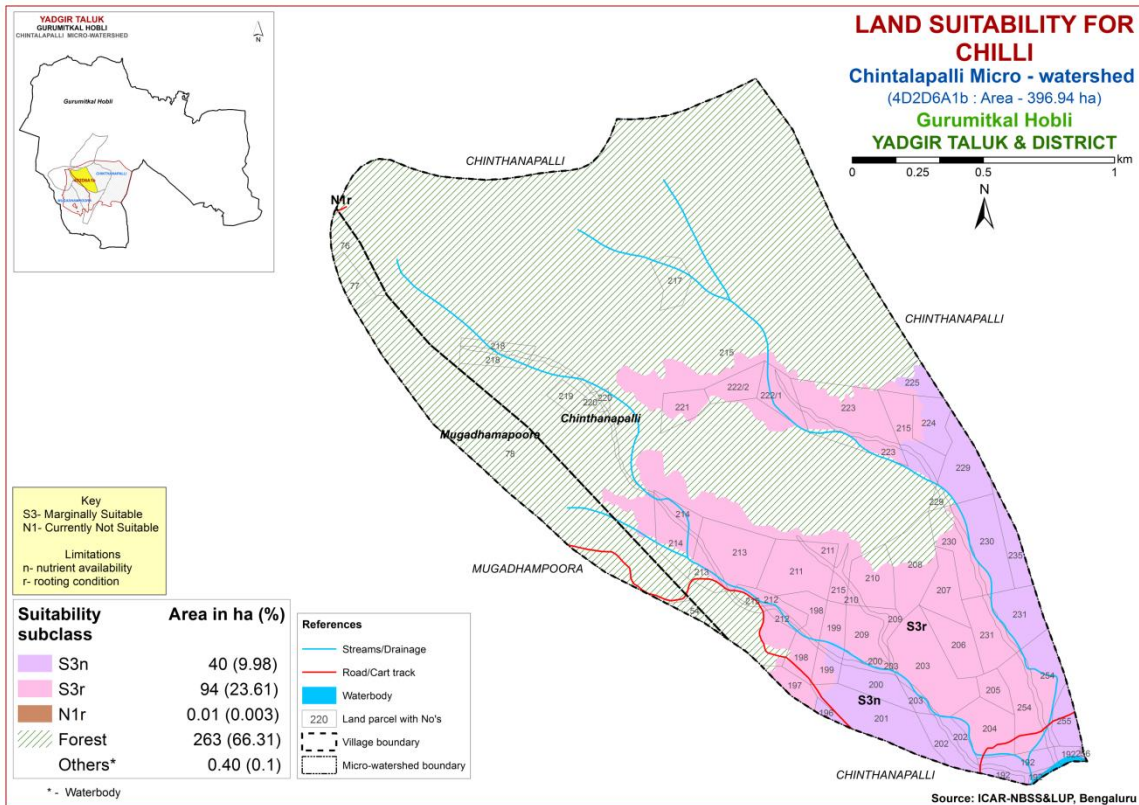 YADGIR TALUK
GURUMITKAL HOBLI
CHINTALAPALLI MICRO-WATERSHED
N
Gurumitkal Hobli
CHINTHANAPALLI
LAND SUITABILITY FOR
CHILLI
Chintalapalli Micro - watershed
(4D2D6A1b : Area - 396.94 ha)
Gurumitkal Hobli
YADGIR TALUK & DISTRICT
km
0 0.25 0.5 1
N
CHINTHANAPALLI
N1r
76
77
217
CHINTHANAPALLI
218
218
215
225
219
220
220
222/2
222/1
221
223
215
224
Chinthanapalli
Mugadhamapoora
78
223
229
229
214
214
213
211
230
230
235
208
210
211
207
213
215
210
MUGADHAMPOORA
54
212
212
198
199
209
209
S3r
206
231
231
198
199
200
203
203
254
197
200
205
S3n
203
254
196
201
204
255
202
202
192
192
192
CHINTHANAPALLI
Key
S3- Marginally Suitable
N1- Currently Not Suitable
Limitations
n- nutrient availability
r- rooting condition
Suitability subclass Area in ha (%)
S3n 40 (9.98)
S3r 94 (23.61)
N1r 0.01 (0.003)
Forest 263 (66.31)
Others* 0.40 (0.1)
* - Waterbody
References
Streams/Drainage
Road/Cart track
Waterbody
220 Land parcel with No's
Village boundary
Micro-watershed boundary
Source: ICAR-NBSS&LUP, Bengaluru